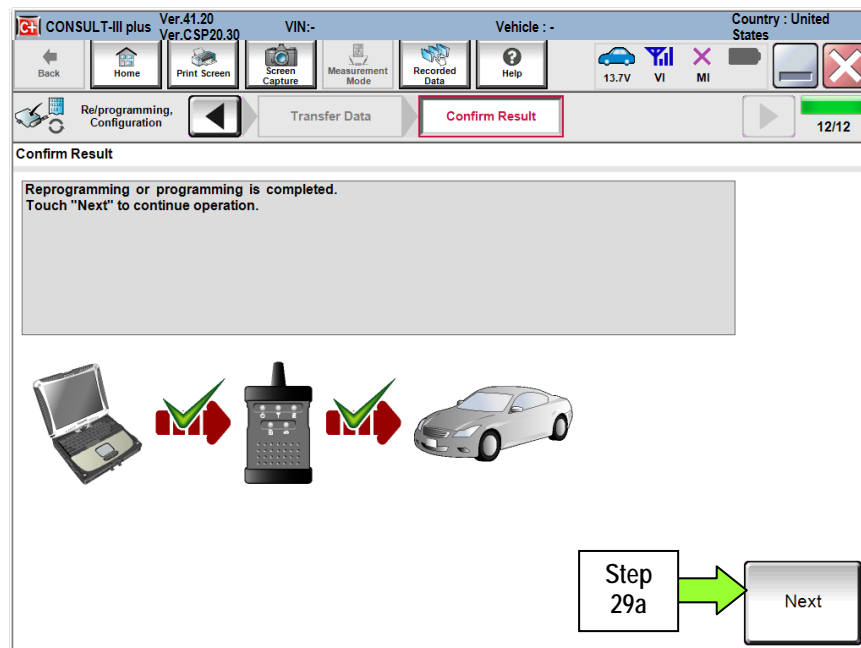 C+ CONSULT-III plus Ver.41.20
Ver.CSP20.30 VIN:- Vehicle : - Country : United
States
Back Home Print Screen Screen
Capture Measurement
Mode Recorded
Data Help 13.7V VI MI
Re/programming,
Configuration Transfer Data Confirm Result 12/12
Confirm Result
Reprogramming or programming is completed.
Touch "Next" to continue operation.
Step
29a
Next